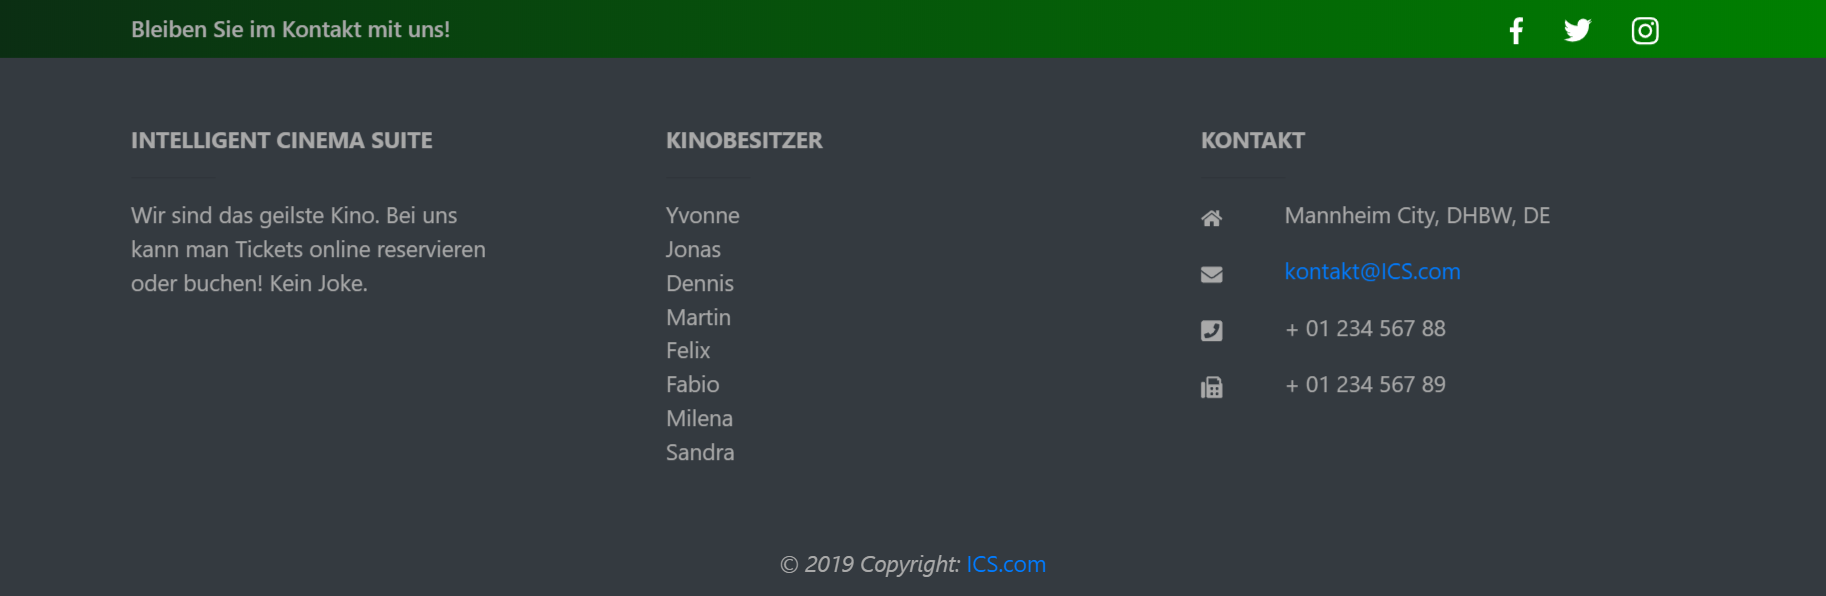 Bleiben Sie im Kontakt mit uns!
INTELLIGENT CINEMA SUITE
Wir sind das geilste Kino. Bei uns
kann man Tickets online reservieren
oder buchen! Kein Joke.
KINOBESITZER
Yvonne
Jonas
Dennis
Martin
Felix
Fabio
Milena
Sandra
KONTAKT
Mannheim City, DHBW, DE
kontakt@ICS.com
+ 01 234 567 88
+ 01 234 567 89
© 2019 Copyright: ICS.com